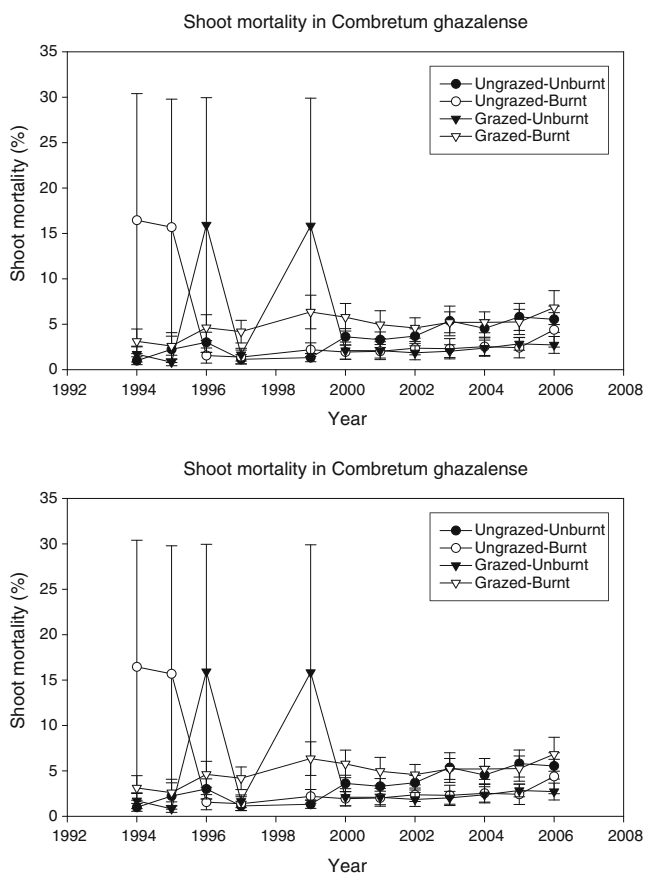 Shoot mortality in Combretum ghazalense
35
30
25
20
15
10
5
0
Shoot mortality (%)
Ungrazed-Unburnt
Ungrazed-Burnt
Grazed-Unburnt
Grazed-Burnt
1992 1994 1996 1998 2000 2002 2004 2006 2008
Year
Shoot mortality in Combretum ghazalense
35
30
25
20
15
10
5
0
Shoot mortality (%)
Ungrazed-Unburnt
Ungrazed-Burnt
Grazed-Unburnt
Grazed-Burnt
1992 1994 1996 1998 2000 2002 2004 2006 2008
Year